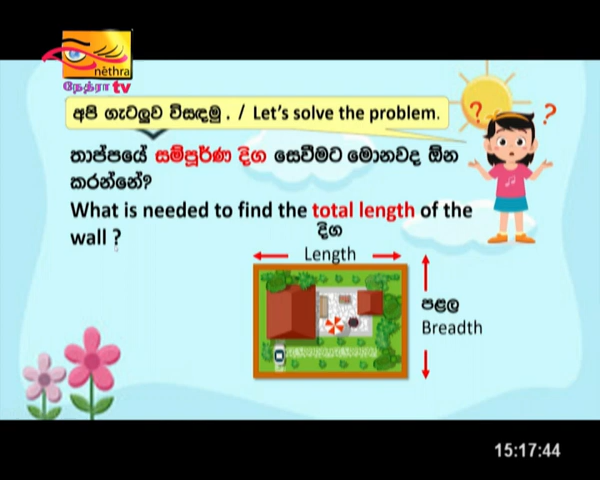 nēthra
நேத்ரா tv
අපි ගැටලුව විසඳමු . / Let's solve the problem.
තාප්පයේ සම්පූර්ණ දිග සෙවීමට මොනවද ඕන
කරන්නේ?
What is needed to find the total length of the
wall ?
දිග
Length
පළල
Breadth
15:17:44